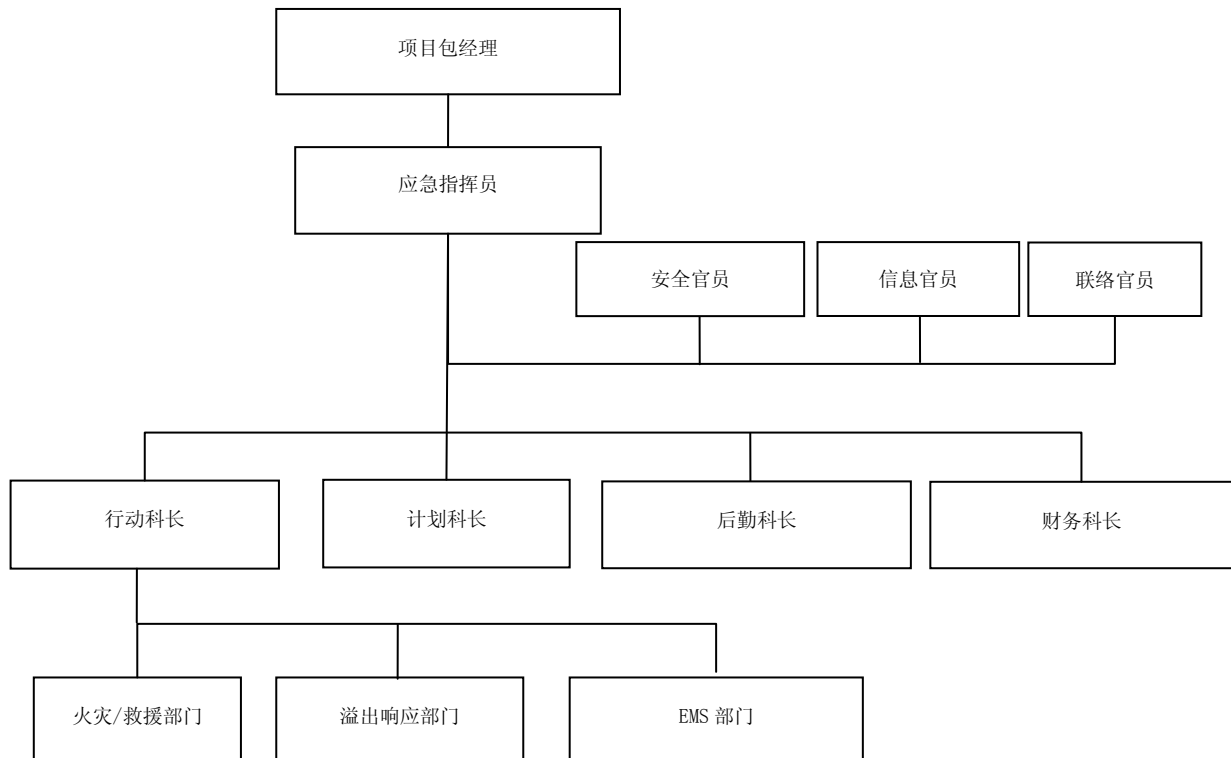 项目包经理
应急指挥员
安全官员
信息官员
联络官员
行动科长
计划科长
后勤科长
财务科长
火灾/救援部门
溢出响应部门
EMS 部门